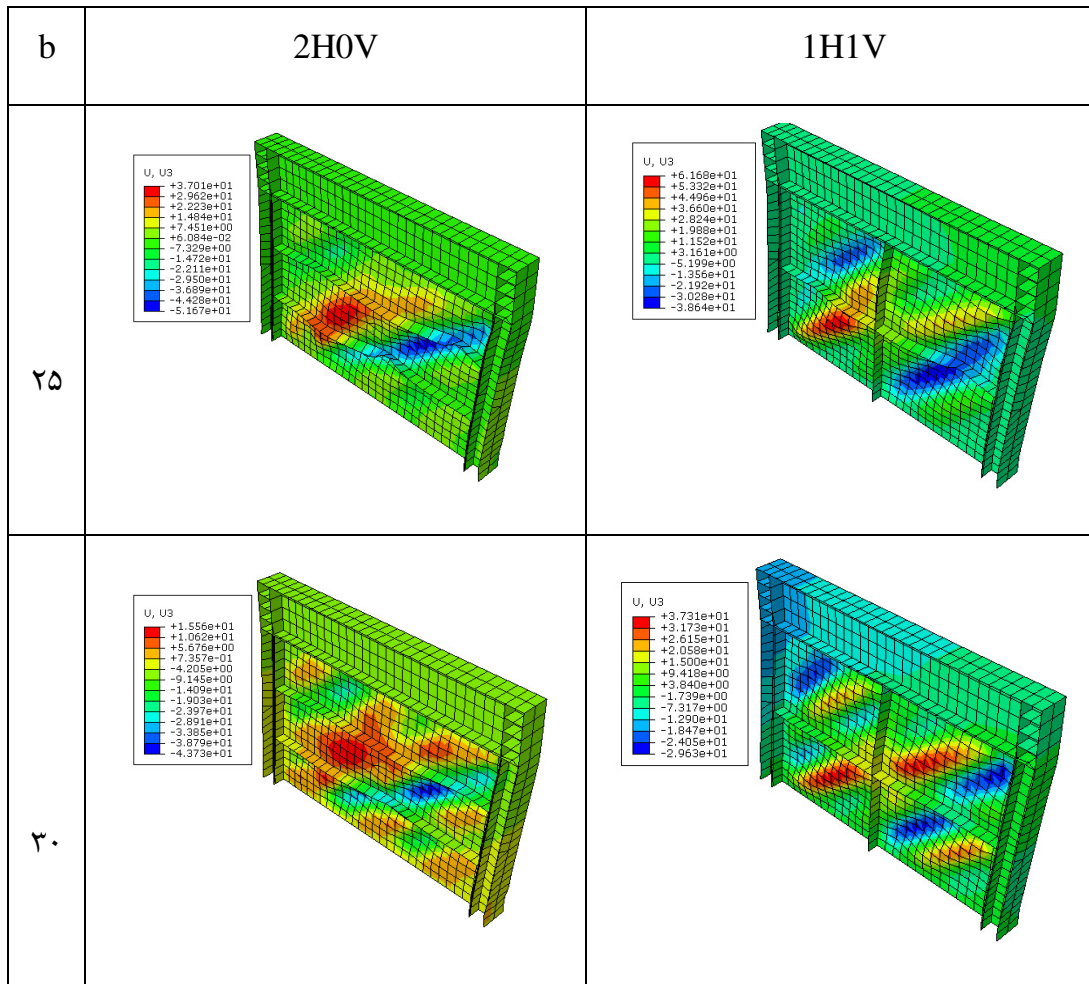 b
2H0V
1H1V
۲۵
U, U3
+3.701e+01
+2.962e+01
+2.223e+01
+1.484e+01
+7.451e+00
+6.084e-02
-7.329e+00
-1.472e+01
-2.211e+01
-2.950e+01
-3.689e+01
-4.428e+01
-5.167e+01
U, U3
+6.168e+01
+5.332e+01
+4.496e+01
+3.660e+01
+2.824e+01
+1.988e+01
+1.152e+01
+3.161e+00
-5.199e+00
-1.356e+01
-2.192e+01
-3.028e+01
-3.864e+01
۳۰
U, U3
+1.556e+01
+1.062e+01
+5.676e+00
+7.357e-01
-4.205e+00
-9.145e+00
-1.409e+01
-1.903e+01
-2.397e+01
-2.891e+01
-3.385e+01
-3.879e+01
-4.373e+01
U, U3
+3.731e+01
+3.173e+01
+2.615e+01
+2.058e+01
+1.500e+01
+9.418e+00
+3.840e+00
-1.739e+00
-7.317e+00
-1.290e+01
-1.847e+01
-2.405e+01
-2.963e+01